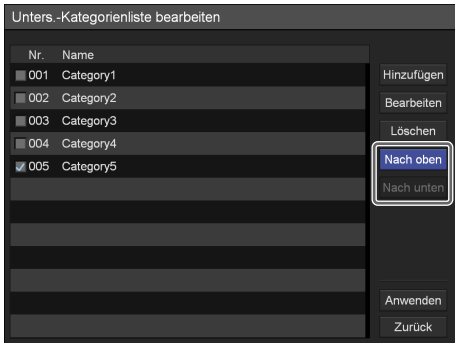 Unters.-Kategorienliste bearbeiten
Nr. Name
001 Category1
002 Category2
003 Category3
004 Category4
005 Category5
Hinzufügen
Bearbeiten
Löschen
Nach oben
Nach unten
Anwenden
Zurück